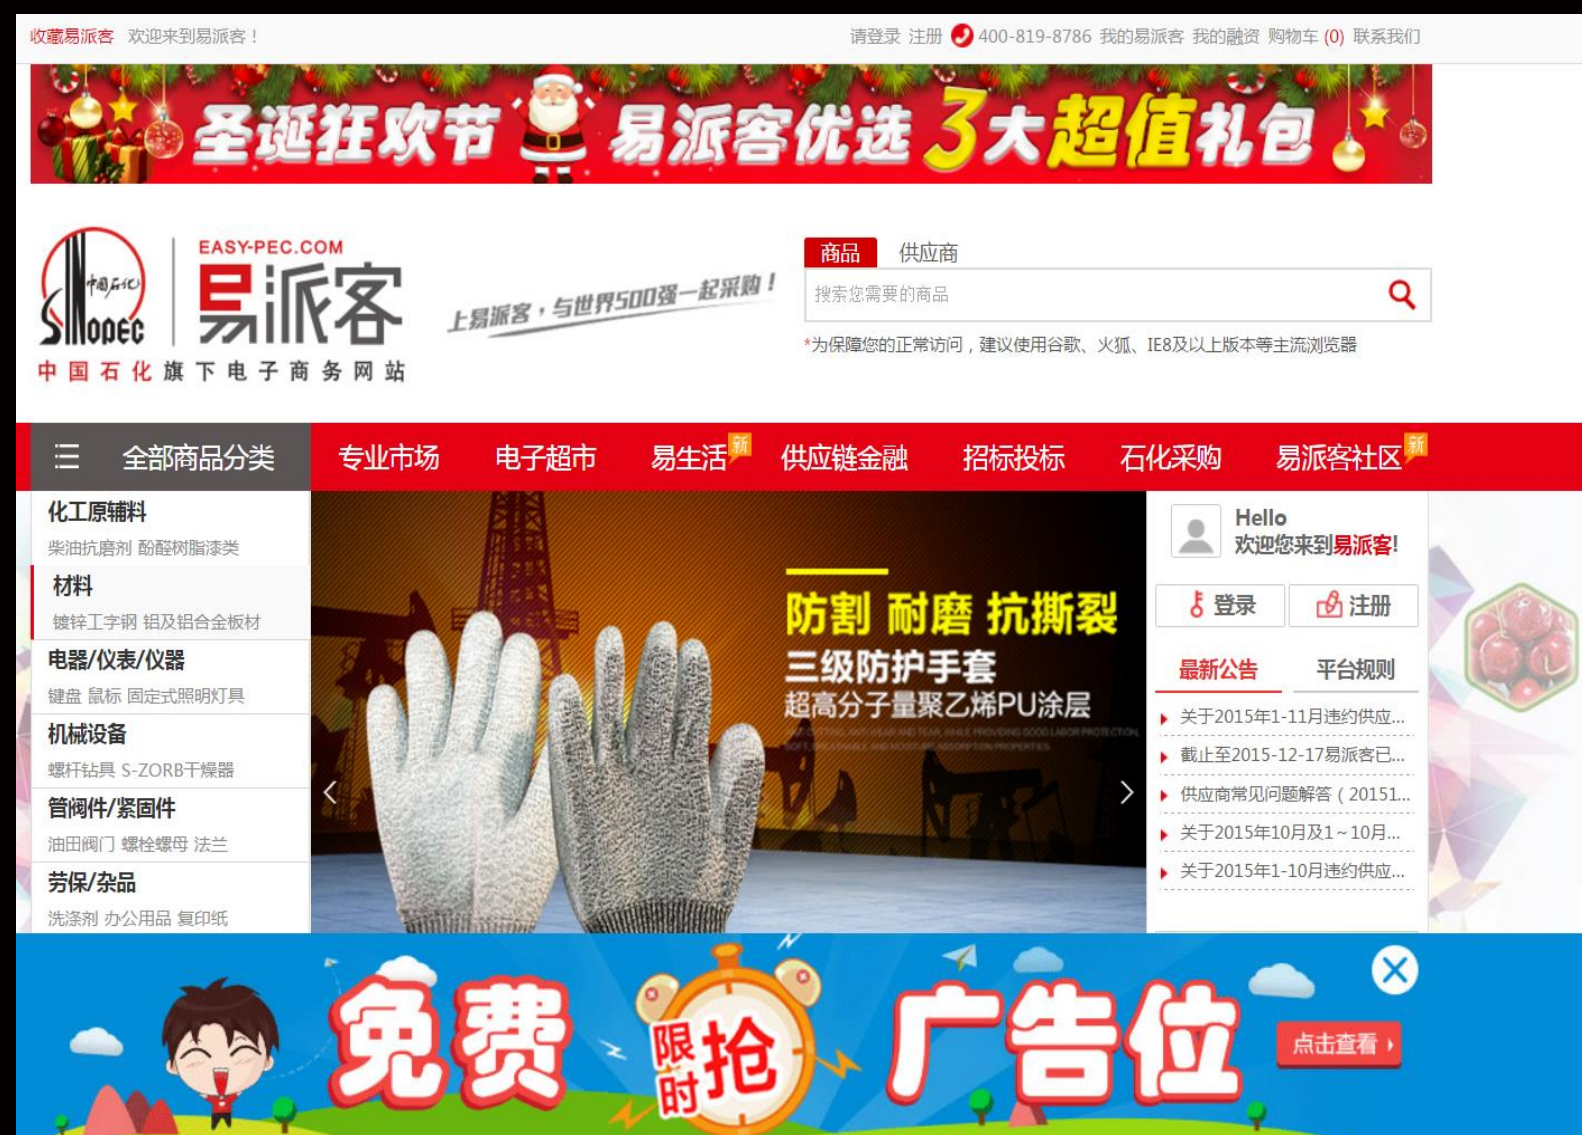 收藏易派客 欢迎来到易派客！
请登录 注册 400-819-8786 我的易派客 我的融资 购物车 (0) 联系我们
圣诞狂欢节 易派客优选 3大超值礼包
SINOPEC 中国石化
EASY-PEC.COM
易派客
中国石化旗下电子商务网站
上易派客，与世界500强一起采购！
商品 供应商
搜索您需要的商品
*为保障您的正常访问，建议使用谷歌、火狐、IE8及以上版本等主流浏览器
全部商品分类 专业市场 电子超市 易生活 新 供应链金融 招标投标 石化采购 易派客社区 新
化工原辅料
柴油抗磨剂 酚醛树脂漆类
材料
镀锌工字钢 铝及铝合金板材
电器/仪表/仪器
键盘 鼠标 固定式照明灯具
机械设备
螺杆钻具 S-ZORB干燥器
管阀件/紧固件
油田阀门 螺栓螺母 法兰
劳保/杂品
洗涤剂 办公用品 复印纸
防割 耐磨 抗撕裂
三级防护手套
超高分子量聚乙烯PU涂层
Hello
欢迎您来到易派客!
登录 注册
最新公告 平台规则
关于2015年1-11月违约供应...
截止至2015-12-17易派客已...
供应商常见问题解答（20151...
关于2015年10月及1～10月...
关于2015年1-10月违约供应...
免费 限时抢 广告位
点击查看